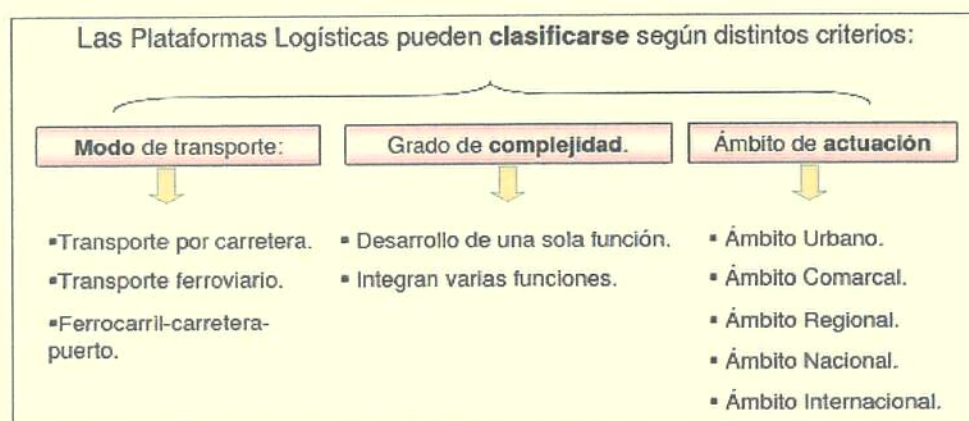 Las Plataformas Logísticas pueden clasificarse según distintos criterios:
Modo de transporte:
▪Transporte por carretera.
▪Transporte ferroviario.
▪Ferrocarril-carretera-
puerto.
Grado de complejidad.
▪ Desarrollo de una sola función.
▪ Integran varias funciones.
Ámbito de actuación
▪ Ámbito Urbano.
▪ Ámbito Comarcal.
▪ Ámbito Regional.
▪ Ámbito Nacional.
▪ Ámbito Internacional.